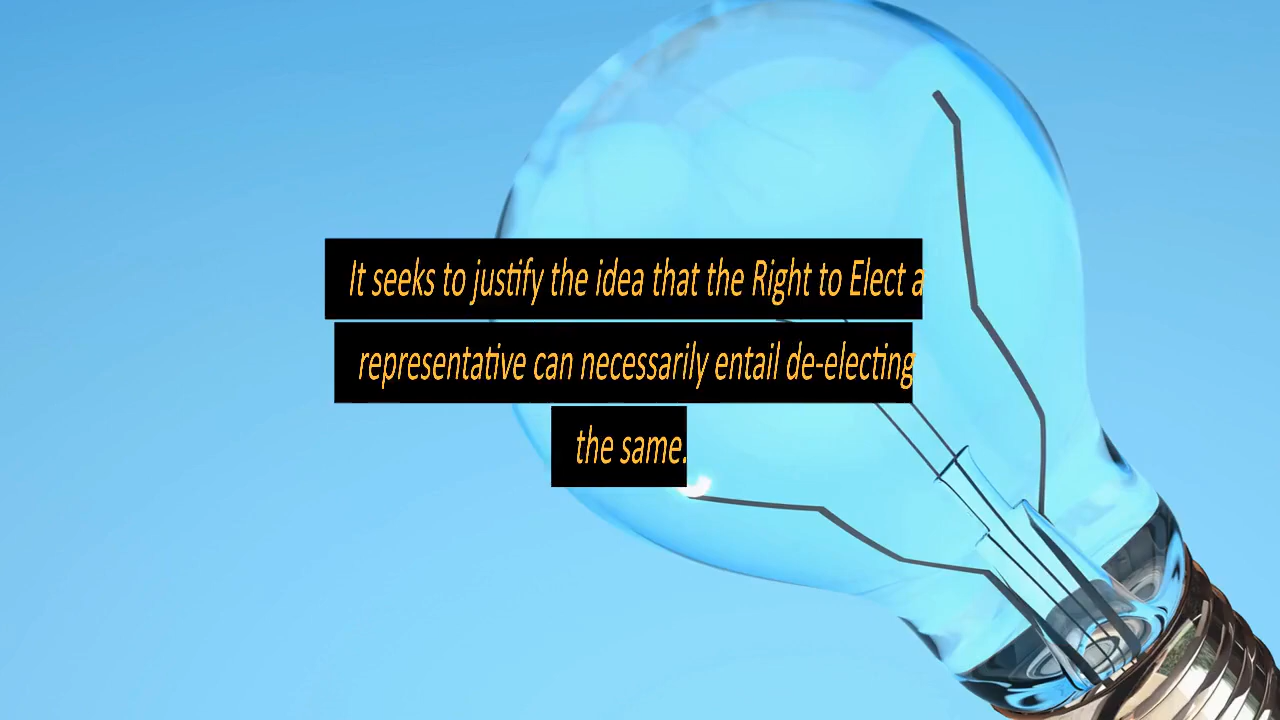 It seeks to justify the idea that the Right to Elect a
representative can necessarily entail de-electing
the same.